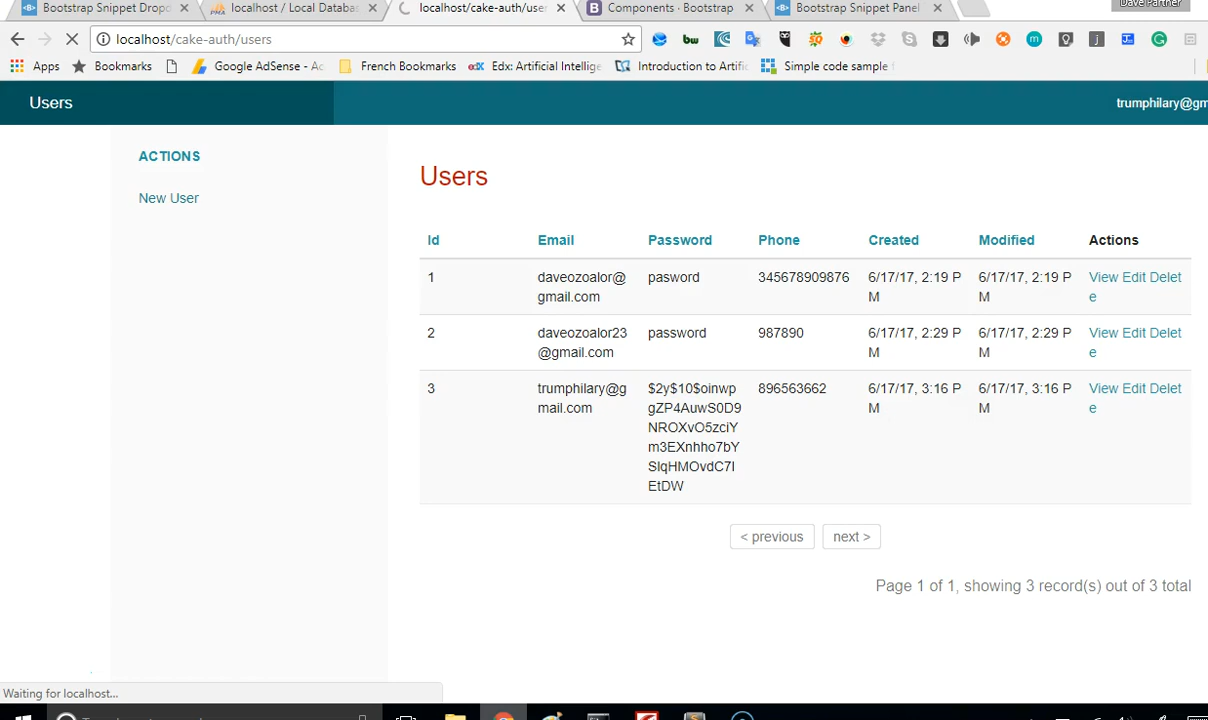 Bootstrap Snippet Dropd × localhost / Local Databas × localhost/cake-auth/user × Components · Bootstrap × Bootstrap Snippet Panel × Dave Partner
localhost/cake-auth/users
Apps Bookmarks Google AdSense - Ac French Bookmarks edX Edx: Artificial Intellige Introduction to Artific Simple code sample
Users trumphilary@gm
ACTIONS
New User
Users
Id Email Password Phone Created Modified Actions
1 daveozoalor@ pasword 345678909876 6/17/17, 2:19 P 6/17/17, 2:19 P View Edit Delet
gmail.com M M e
2 daveozoalor23 password 987890 6/17/17, 2:29 P 6/17/17, 2:29 P View Edit Delet
@gmail.com M M e
3 trumphilary@g $2y$10$oinwp 896563662 6/17/17, 3:16 P 6/17/17, 3:16 P View Edit Delet
mail.com gZP4AuwS0D9 M M e
NROXvO5zciY
m3EXnhho7bY
SlqHMOvdC7I
EtDW
< previous next >
Page 1 of 1, showing 3 record(s) out of 3 total
Waiting for localhost...